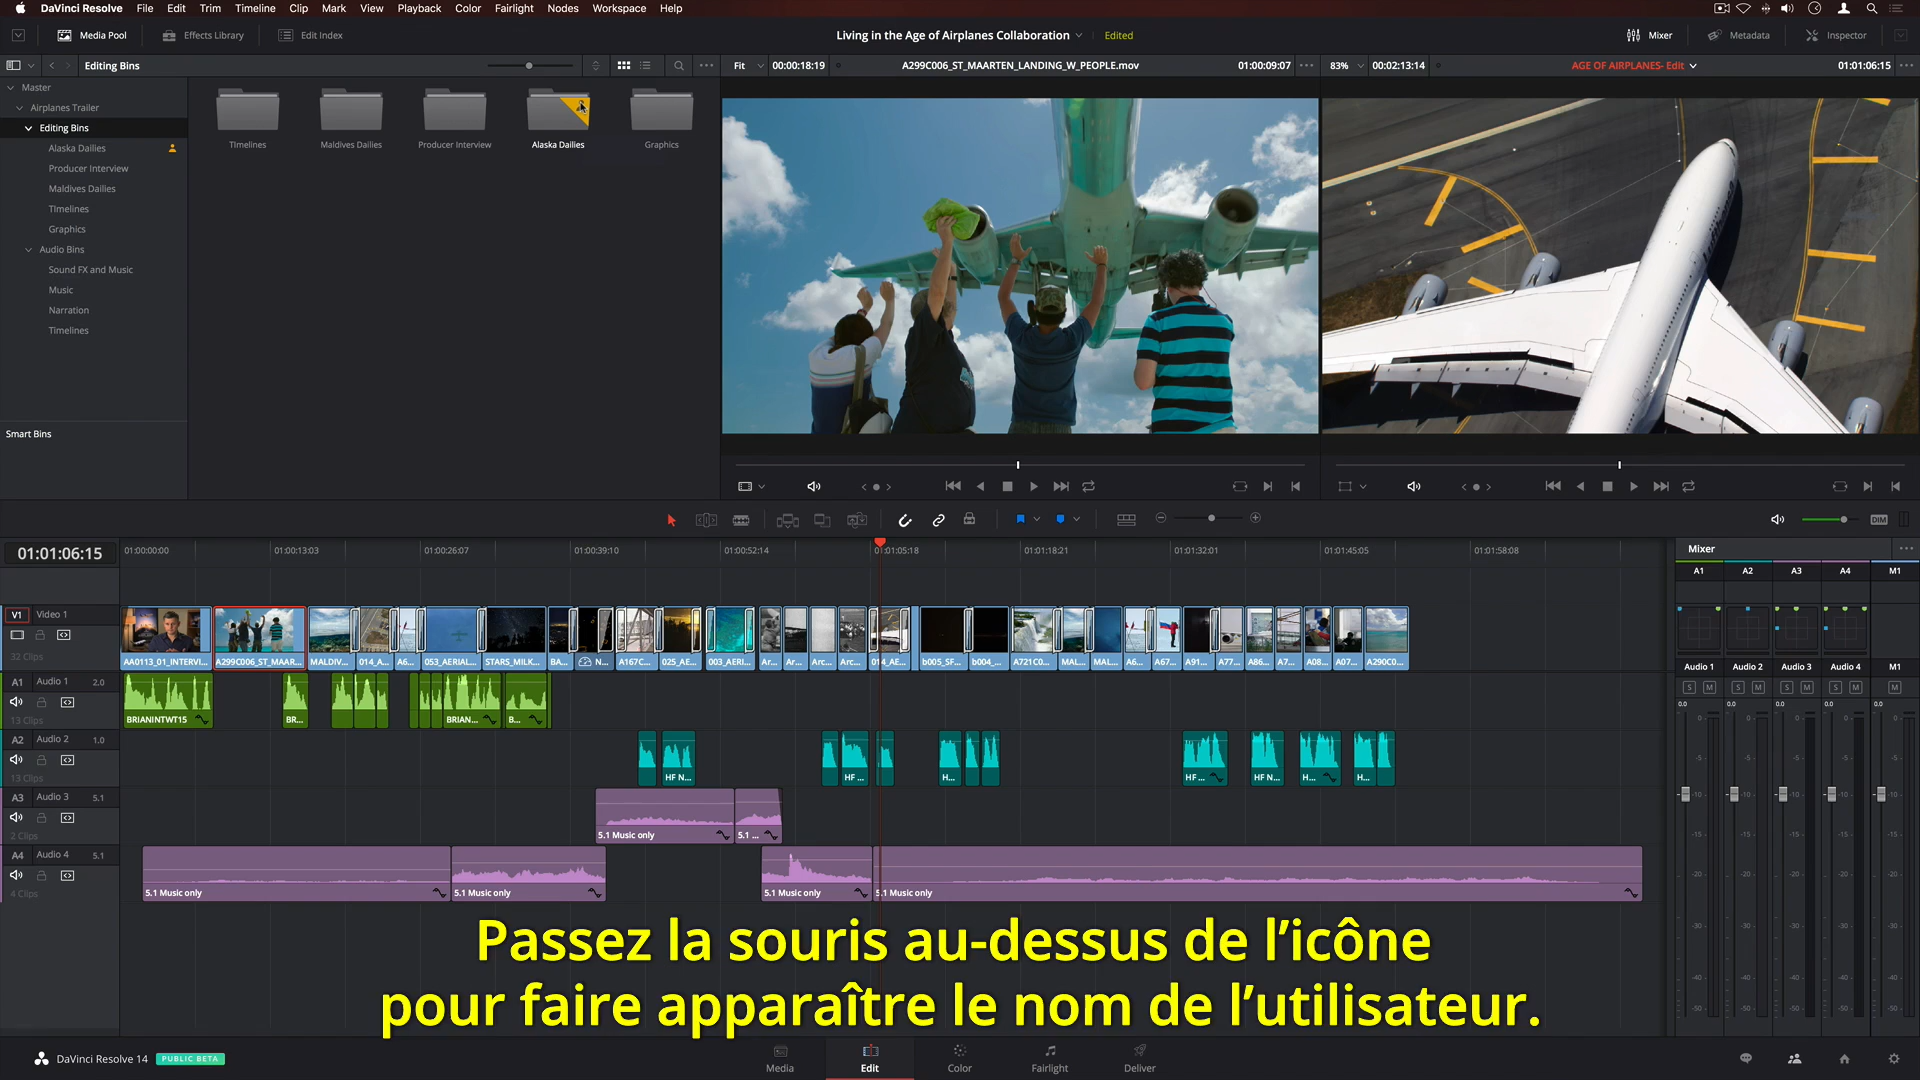 DaVinci Resolve File Edit Trim Timeline Clip Mark View Playback Color Fairlight Nodes Workspace Help
Media Pool Effects Library Edit Index Living in the Age of Airplanes Collaboration Edited Mixer Metadata Inspector
Editing Bins Fit 00:00:18:19 A299C006_ST_MAARTEN_LANDING_W_PEOPLE.mov 01:00:09:07 83% 00:02:13:14 AGE OF AIRPLANES- Edit 01:01:06:15
Master
Airplanes Trailer
Editing Bins
Alaska Dailies
Producer Interview
Maldives Dailies
TImelines
Graphics
Audio Bins
Sound FX and Music
Music
Narration
Timelines
Smart Bins
TImelines Maldives Dailies Producer Interview Alaska Dailies Graphics
DIM
01:01:06:15 01:00:00:00 01:00:13:03 01:00:26:07 01:00:39:10 01:00:52:14 01:01:05:18 01:01:18:21 01:01:32:01 01:01:45:05 01:01:58:08
V1 Video 1
32 Clips
AA0113_01_INTERVI... A299C006_ST_MAAR... MALDIV... 014_A... A6... 053_AERIAL... STARS_MILK... BA... N... A167C... 025_AE... 003_AERI... Ar... Ar... Arc... Arc... 014_AE... b005_SF... b004_... A721C0... MAL... MAL... A6... A67... A91... A77... A86... A7... A08... A07... A290C0...
A1 Audio 1 2.0
13 Clips
BRIANINTWT15 BR... BRIAN... B...
A2 Audio 2 1.0
13 Clips
HF N... HF ... H... HF ... HF N... H... H...
A3 Audio 3 5.1
2 Clips
5.1 Music only 5.1 ...
A4 Audio 4 5.1
4 Clips
5.1 Music only 5.1 Music only 5.1 Music only 5.1 Music only
Mixer
A1 A2 A3 A4 M1
Audio 1 Audio 2 Audio 3 Audio 4 M1
S M S M S M S M M
0.0 0.0 0.0 0.0 0.0
Passez la souris au-dessus de l’icône
pour faire apparaître le nom de l’utilisateur.
DaVinci Resolve 14 PUBLIC BETA Media Edit Color Fairlight Deliver